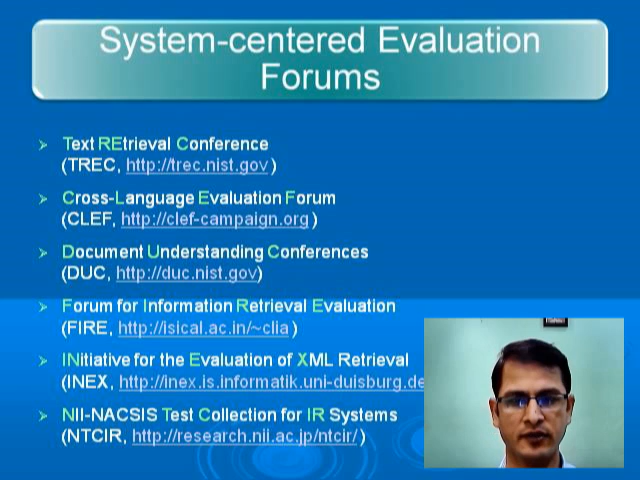 System-centered Evaluation
Forums
Text REtrieval Conference
(TREC, http://trec.nist.gov)
Cross-Language Evaluation Forum
(CLEF, http://clef-campaign.org)
Document Understanding Conferences
(DUC, http://duc.nist.gov)
Forum for Information Retrieval Evaluation
(FIRE, http://isical.ac.in/~clia)
INitiative for the Evaluation of XML Retrieval
(INEX, http://inex.is.informatik.uni-duisburg.de
NII-NACSIS Test Collection for IR Systems
(NTCIR, http://research.nii.ac.jp/ntcir/)